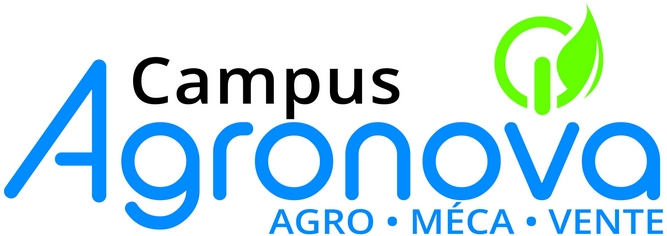 Campus
Agronova
AGRO • MÉCA • VENTE